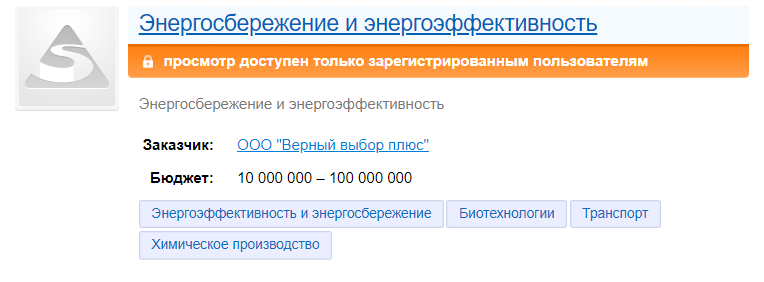 Энергосбережение и энергоэффективность
просмотр доступен только зарегистрированным пользователям
Энергосбережение и энергоэффективность
Заказчик: ООО "Верный выбор плюс"
Бюджет: 10 000 000 – 100 000 000
Энергоэффективность и энергосбережение Биотехнологии Транспорт
Химическое производство